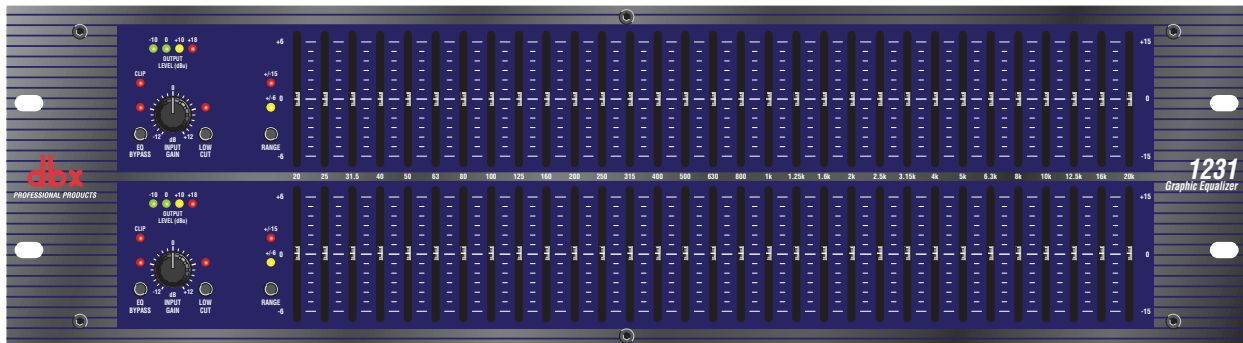 -10 0 +10 +18
OUTPUT
LEVEL (dBu)
CLIP
0
-12 dB +12
EQ
BYPASS
INPUT
GAIN
LOW
CUT
+/-15
+/-6
RANGE
+6
0
-6
+15
0
-15
20 25 31.5 40 50 63 80 100 125 160 200 250 315 400 500 630 800 1k 1.25k 1.6k 2k 2.5k 3.15k 4k 5k 6.3k 8k 10k 12.5k 16k 20k
dbx
PROFESSIONAL PRODUCTS
1231
Graphic Equalizer
-10 0 +10 +18
OUTPUT
LEVEL (dBu)
CLIP
0
-12 dB +12
EQ
BYPASS
INPUT
GAIN
LOW
CUT
+/-15
+/-6
RANGE
+6
0
-6
+15
0
-15